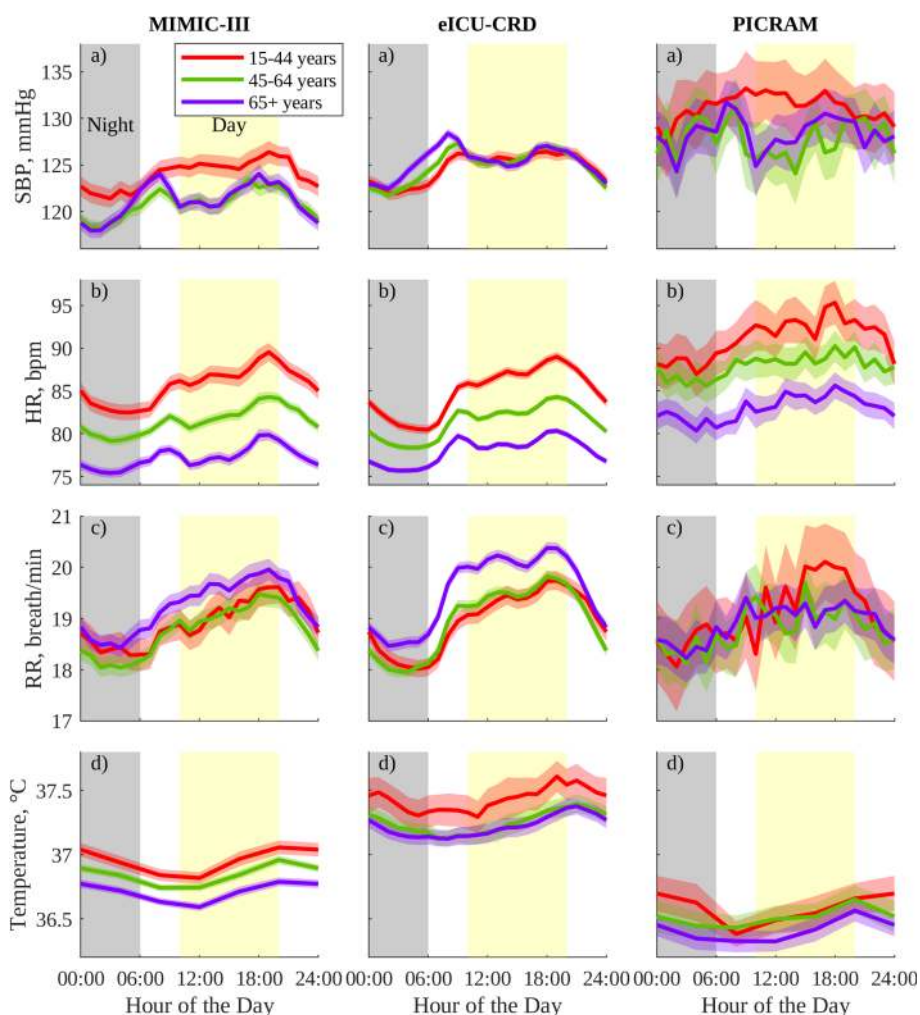 MIMIC-III eICU-CRD PICRAM
a) a) a)
15-44 years
45-64 years
65+ years
Night Day
SBP, mmHg
135
130
125
120
b) b) b)
HR, bpm
95
90
85
80
75
c) c) c)
RR, breath/min
21
20
19
18
17
d) d) d)
Temperature, °C
37.5
37
36.5
00:00 06:00 12:00 18:00 24:00 00:00 06:00 12:00 18:00 24:00 00:00 06:00 12:00 18:00 24:00
Hour of the Day Hour of the Day Hour of the Day